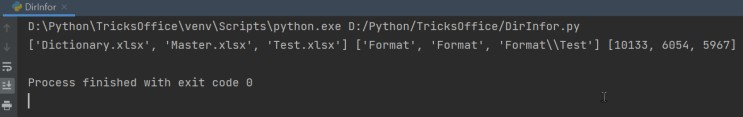 DirInfor
D:\Python\TricksOffice\venv\Scripts\python.exe D:/Python/TricksOffice/DirInfor.py
['Dictionary.xlsx', 'Master.xlsx', 'Test.xlsx'] ['Format', 'Format', 'Format\\Test'] [10133, 6054, 5967]
Process finished with exit code 0